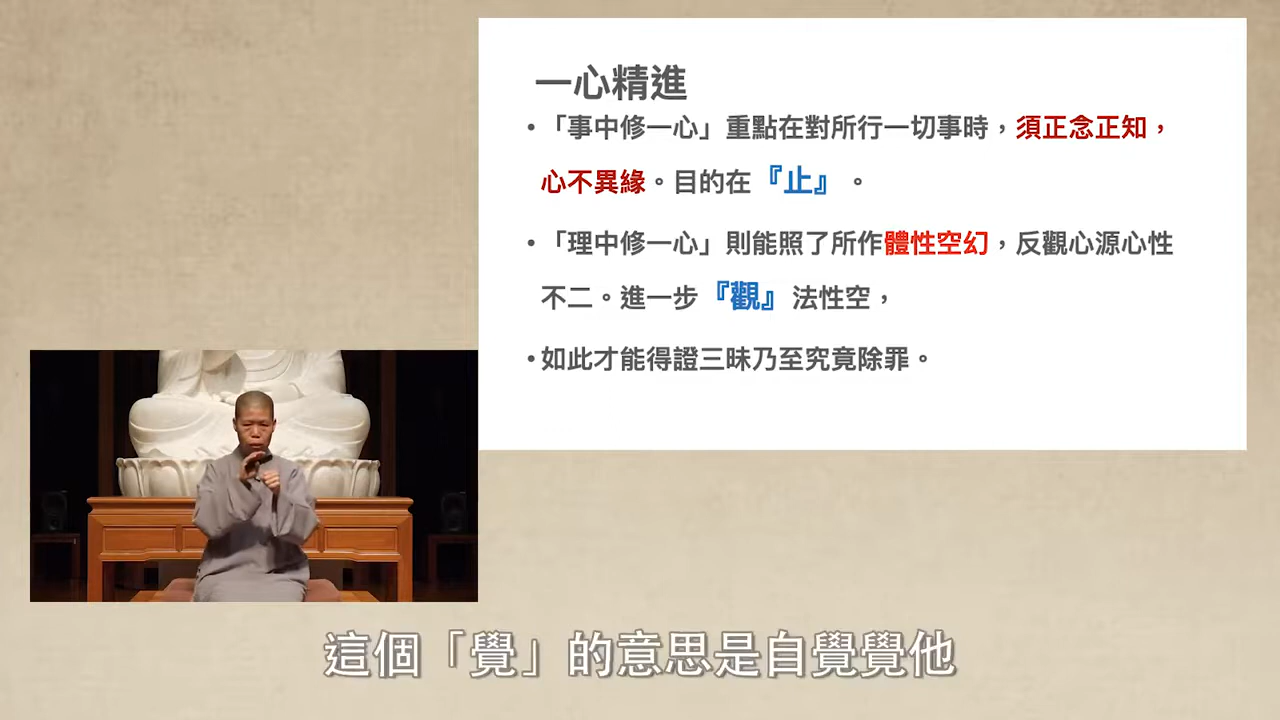 一心精進
•「事中修一心」重點在對所行一切事時，須正念正知，
心不異緣。目的在『止』。
•「理中修一心」則能照了所作體性空幻，反觀心源心性
不二。進一步『觀』法性空，
•如此才能得證三昧乃至究竟除罪。
這個「覺」的意思是自覺覺他